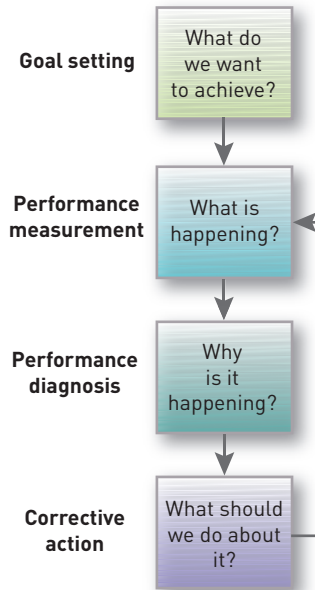 Goal setting
What do
we want
to achieve?
Performance
measurement
What is
happening?
Performance
diagnosis
Why
is it
happening?
Corrective
action
What should
we do about
it?